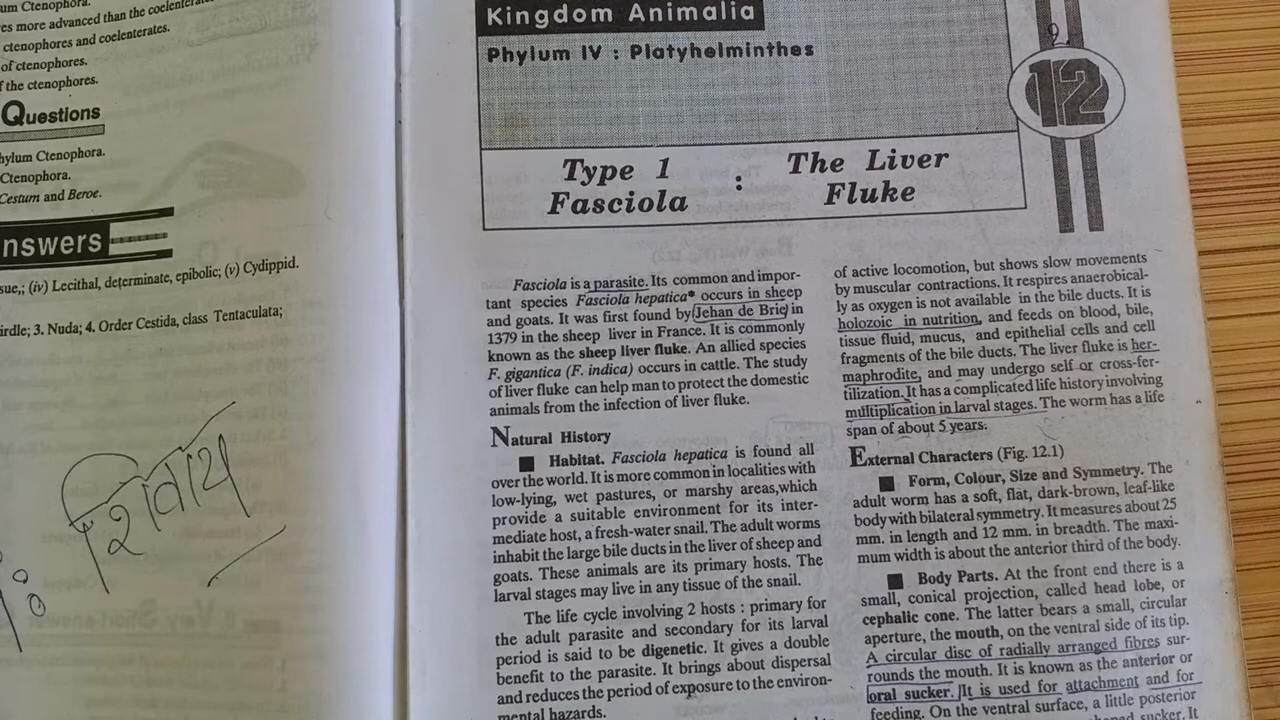 um Ctenophora.
es more advanced than the coelenterat
ctenophores and coelenterates.
of ctenophores.
f the ctenophores.
Questions
hylum Ctenophora.
Ctenophora.
Cestum and Beroe.
nswers
sue,; (iv) Lecithal, determinate, epibolic; (v) Cydippid.
irdle; 3. Nuda; 4. Order Cestida, class Tentaculata;
शिवाय
Kingdom Animalia
Phylum IV : Platyhelminthes
12
Type 1 : The Liver
Fasciola Fluke
Fasciola is a parasite. Its common and impor-
tant species Fasciola hepatica* occurs in sheep
and goats. It was first found by Jehan de Brie in
1379 in the sheep liver in France. It is commonly
known as the sheep liver fluke. An allied species
F. gigantica (F. indica) occurs in cattle. The study
of liver fluke can help man to protect the domestic
animals from the infection of liver fluke.
Natural History
■ Habitat. Fasciola hepatica is found all
over the world. It is more common in localities with
low-lying, wet pastures, or marshy areas,which
provide a suitable environment for its inter-
mediate host, a fresh-water snail. The adult worms
inhabit the large bile ducts in the liver of sheep and
goats. These animals are its primary hosts. The
larval stages may live in any tissue of the snail.
The life cycle involving 2 hosts : primary for
the adult parasite and secondary for its larval
period is said to be digenetic. It gives a double
benefit to the parasite. It brings about dispersal
and reduces the period of exposure to the environ-
mental hazards.
of active locomotion, but shows slow movements
by muscular contractions. It respires anaerobical-
ly as oxygen is not available in the bile ducts. It is
holozoic in nutrition, and feeds on blood, bile,
tissue fluid, mucus, and epithelial cells and cell
fragments of the bile ducts. The liver fluke is her-
maphrodite, and may undergo self or cross-fer-
tilization. It has a complicated life history involving
multiplication in larval stages. The worm has a life
span of about 5 years.
External Characters (Fig. 12.1)
■ Form, Colour, Size and Symmetry. The
adult worm has a soft, flat, dark-brown, leaf-like
body with bilateral symmetry. It measures about 25
mm. in length and 12 mm. in breadth. The maxi-
mum width is about the anterior third of the body.
■ Body Parts. At the front end there is a
small, conical projection, called head lobe, or
cephalic cone. The latter bears a small, circular
aperture, the mouth, on the ventral side of its tip.
A circular disc of radially arranged fibres sur-
rounds the mouth. It is known as the anterior or
oral sucker. It is used for attachment and for
feeding. On the ventral surface, a little posterior
sucker. It